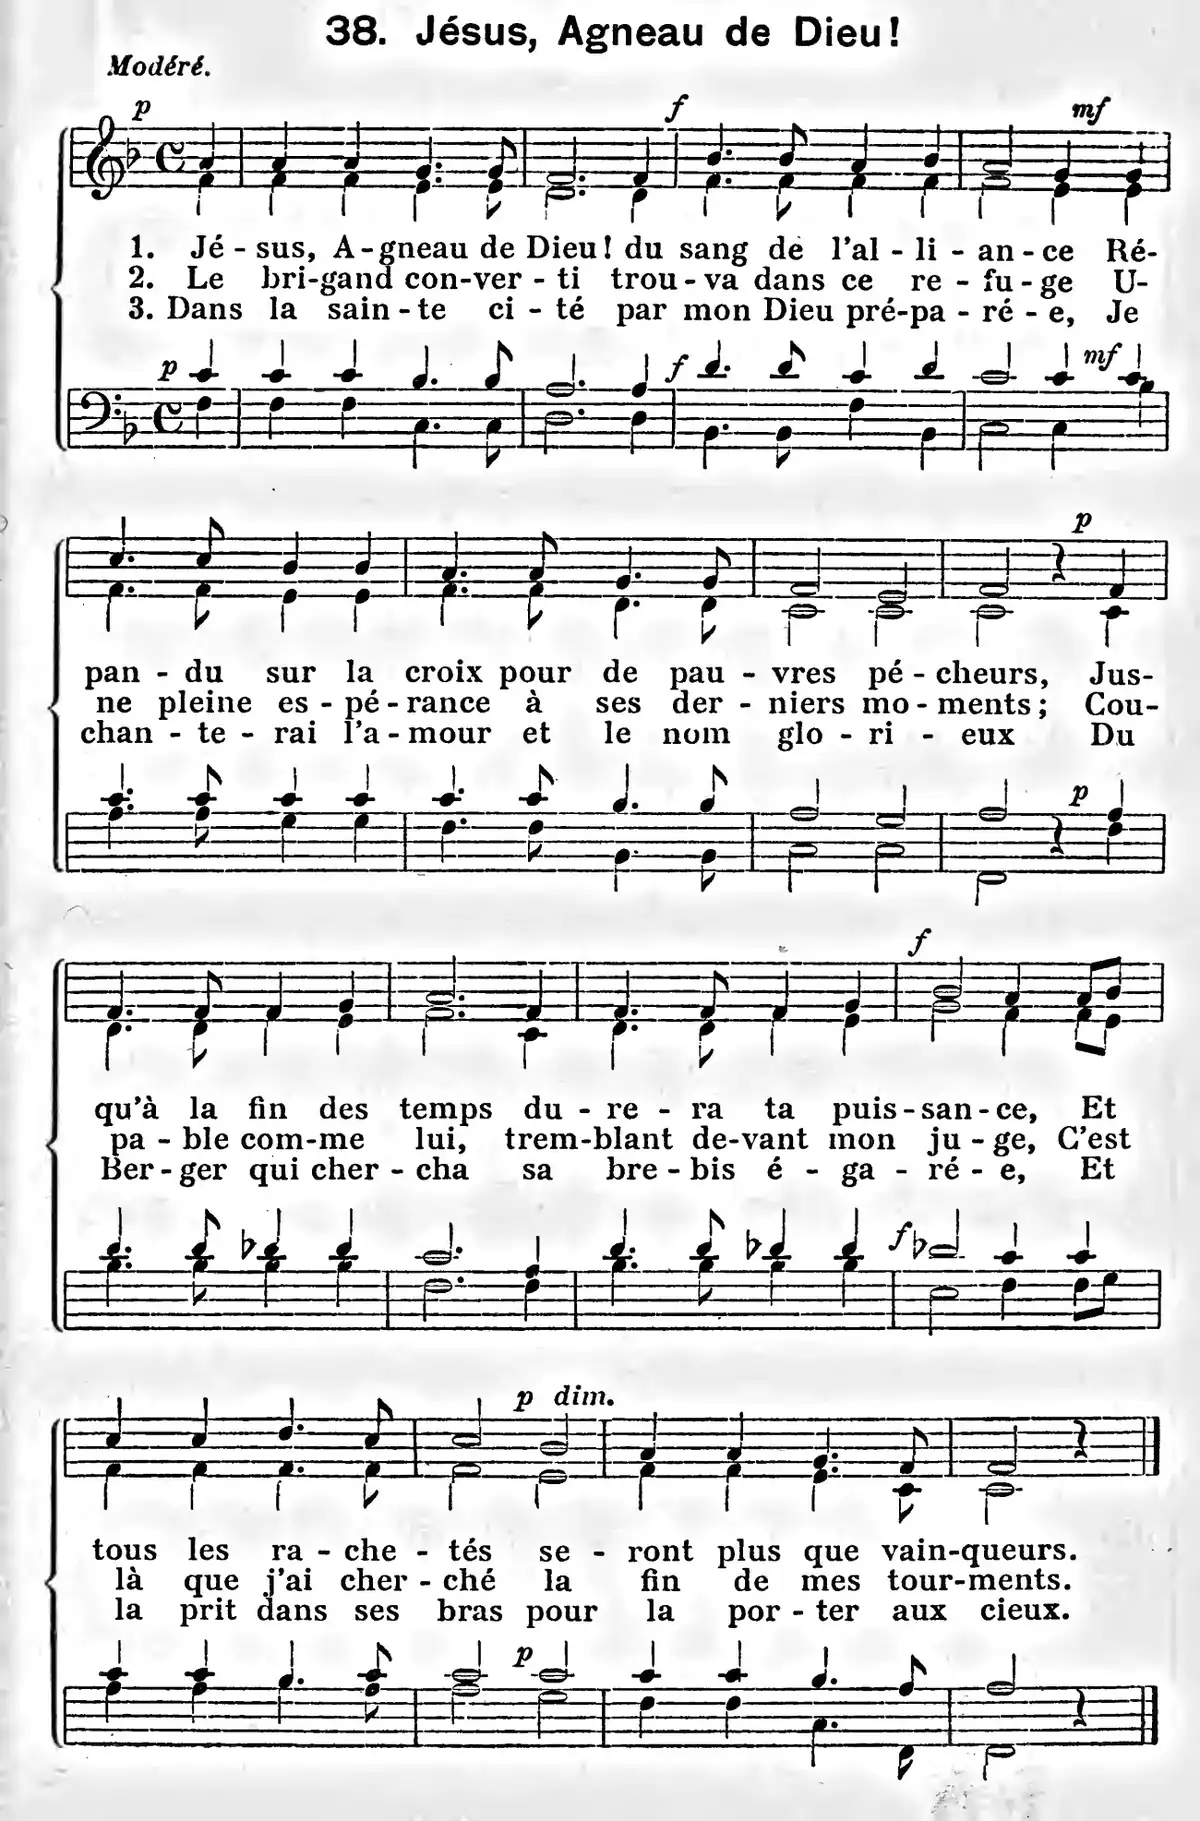 38. Jésus, Agneau de Dieu!
Modéré.
p f mf
1. Jé - sus, A - gneau de Dieu! du sang de l'al - li - an - ce Ré-
2. Le bri - gand con - ver - ti trou - va dans ce re - fu - ge U-
3. Dans la sain - te ci - té par mon Dieu pré - pa - ré - e, Je
p f mf
p
pan - du sur la croix pour de pau - vres pé - cheurs, Jus-
ne pleine es - pé - rance à ses der - niers mo - ments; Cou-
chan - te - rai l'a - mour et le nom glo - ri - eux Du
p
f
qu'à la fin des temps du - re - ra ta puis - san - ce, Et
pa - ble com - me lui, trem - blant de - vant mon ju - ge, C'est
Ber - ger qui cher - cha sa bre - bis é - ga - ré - e, Et
f
p dim.
tous les ra - che - tés se - ront plus que vain - queurs.
là que j'ai cher - ché la fin de mes tour - ments.
la prit dans ses bras pour la por - ter aux cieux.
p